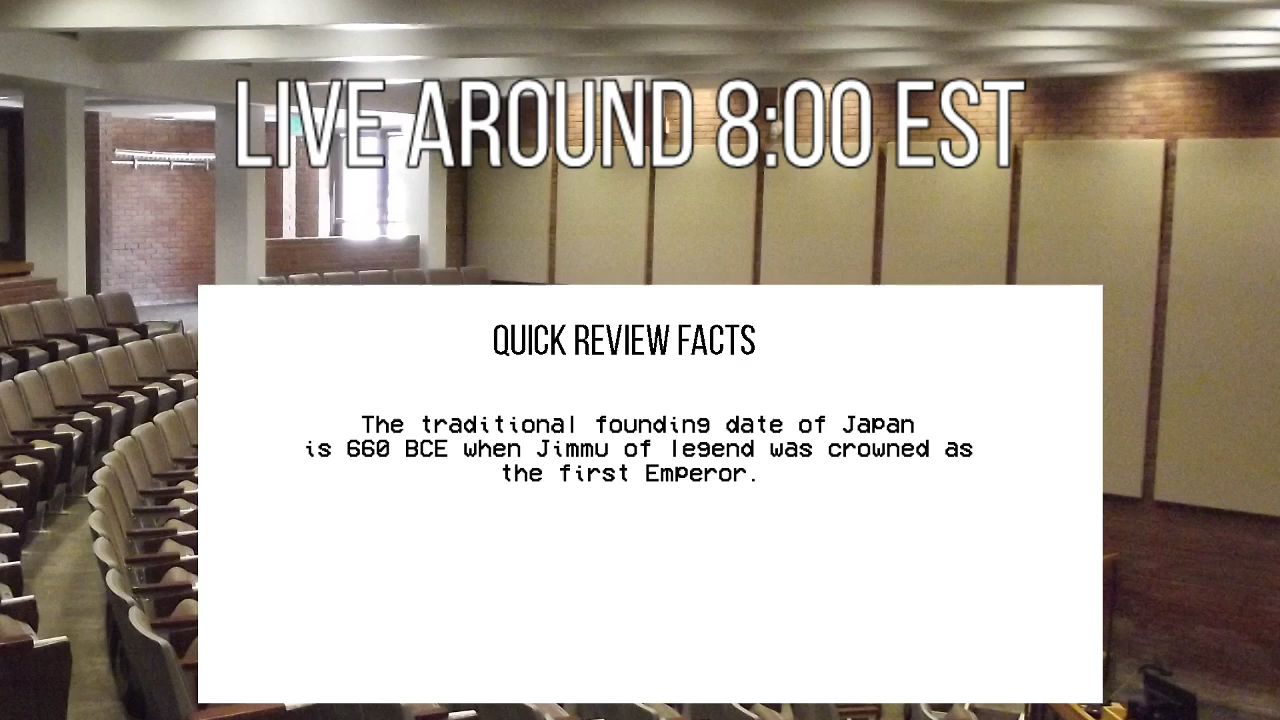 LIVE AROUND 8:00 EST
QUICK REVIEW FACTS
The traditional founding date of Japan
is 660 BCE when Jimmu of legend was crowned as
the first Emperor.